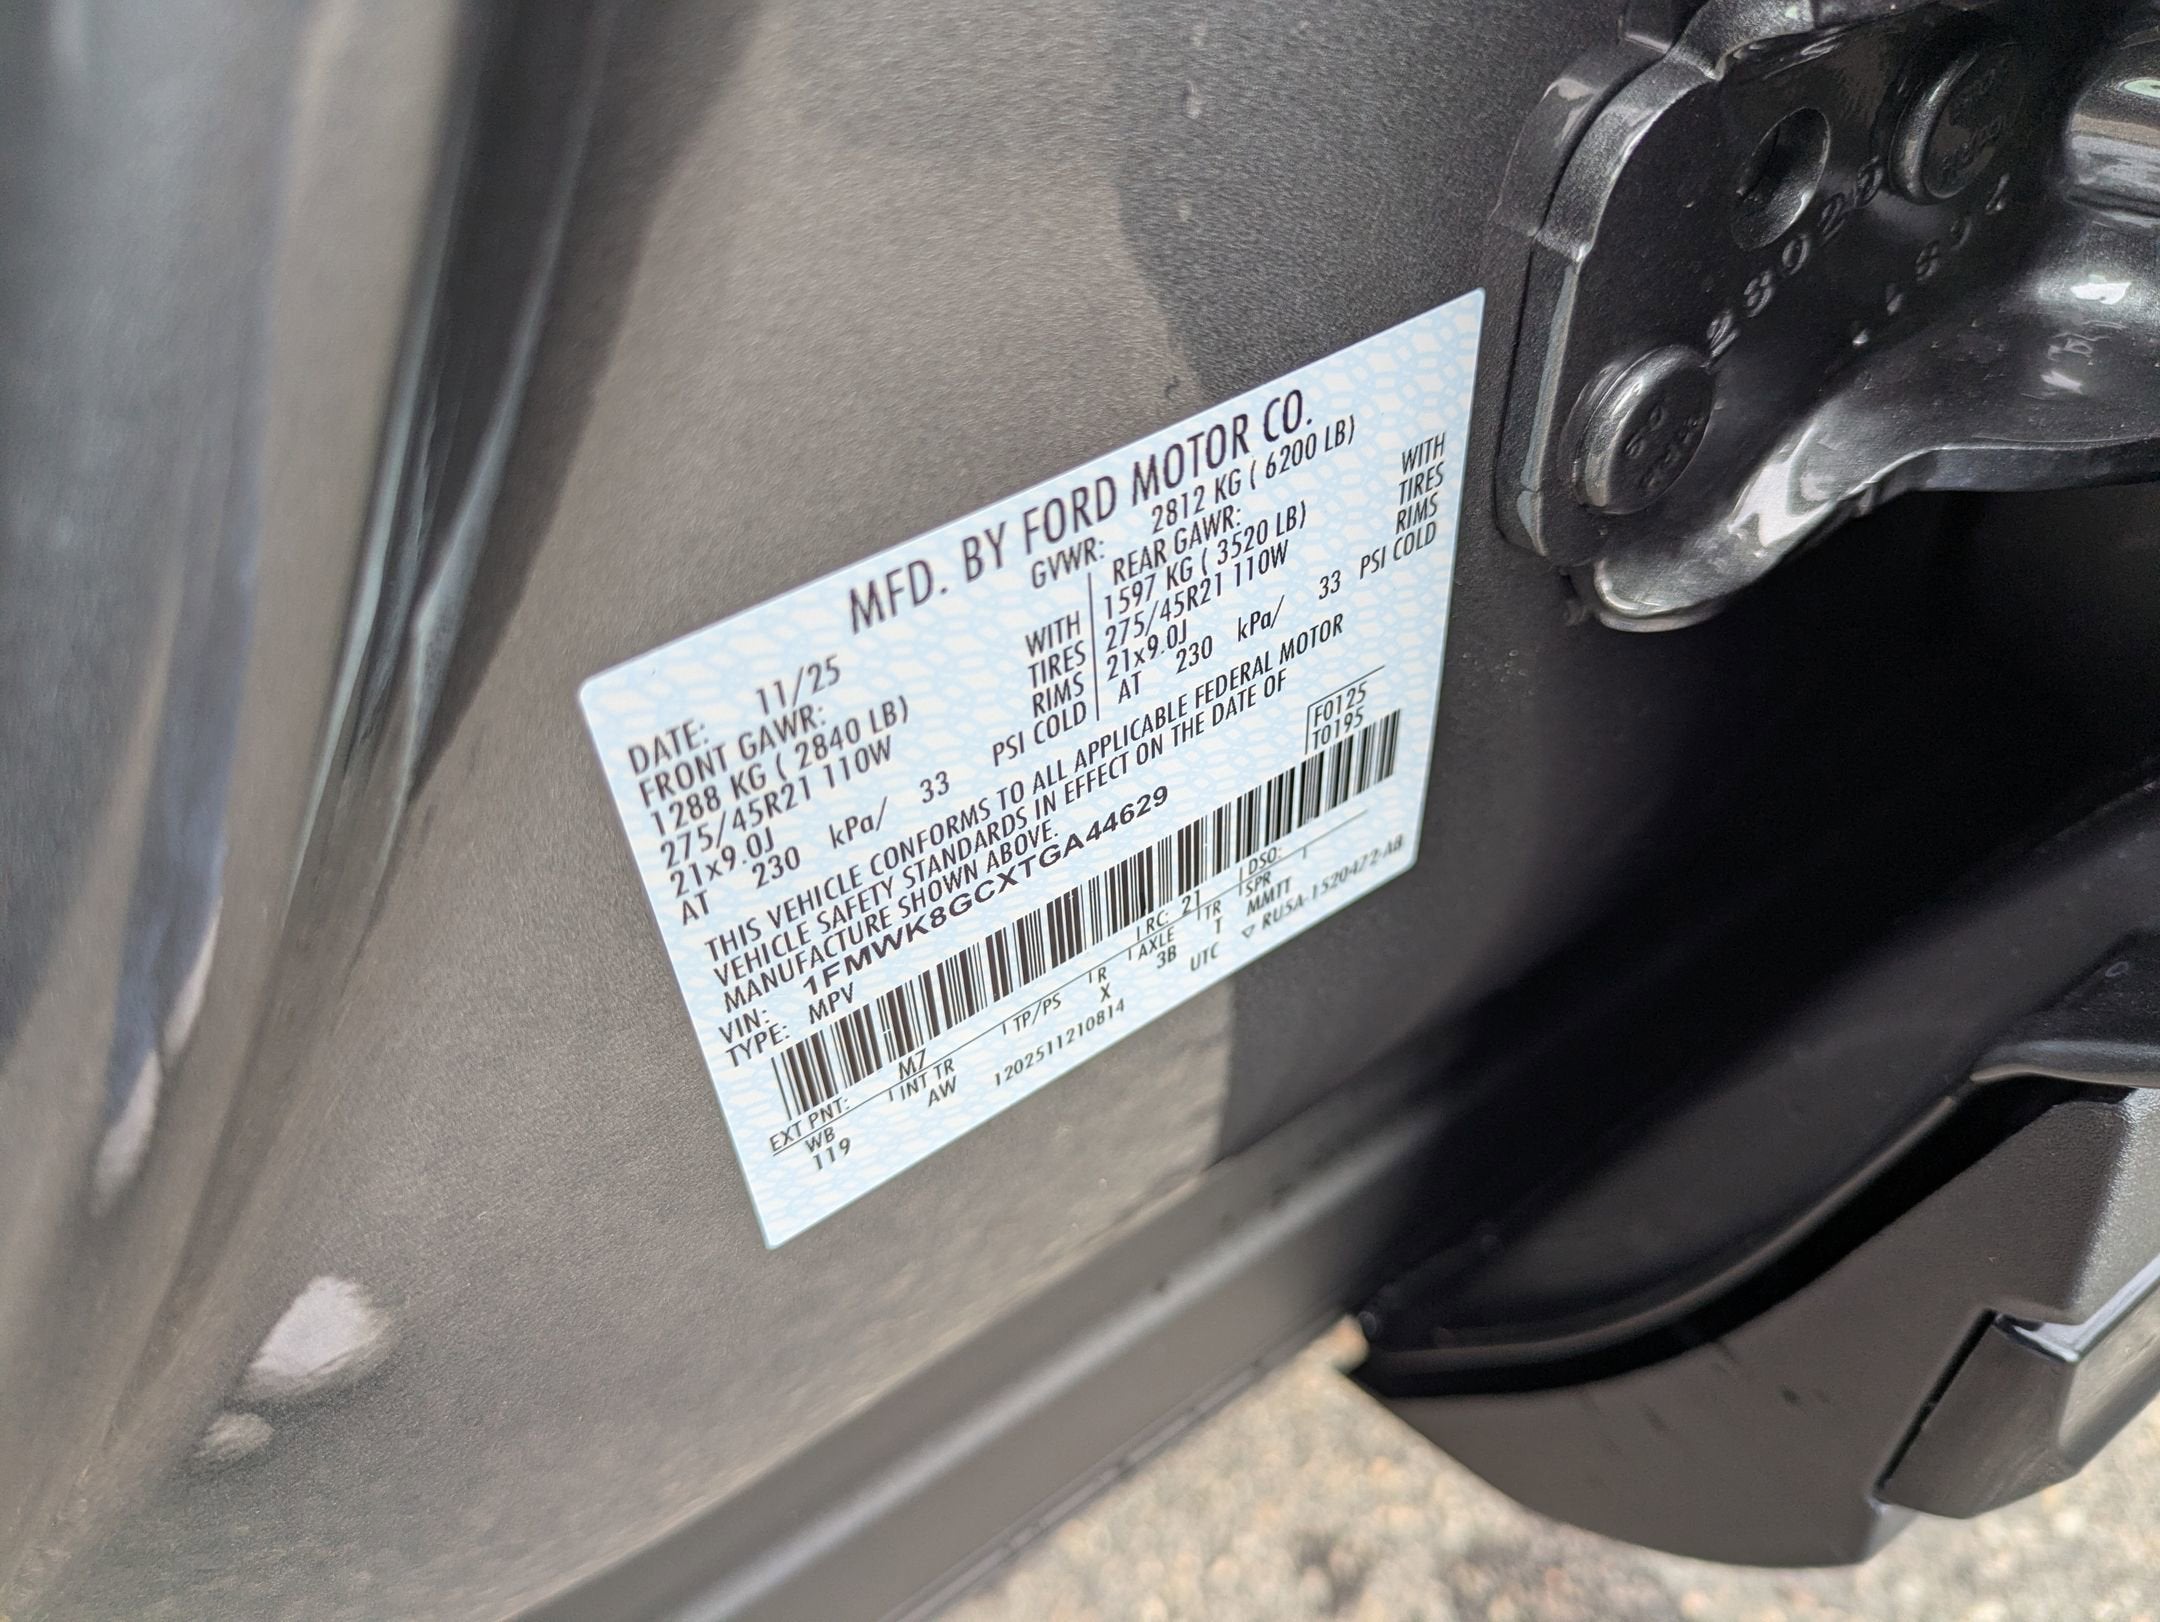 MFD. BY FORD MOTOR CO.
DATE: 11/25 GVWR: 2812 KG ( 6200 LB)
FRONT GAWR: REAR GAWR:
1288 KG ( 2840 LB) WITH 1597 KG ( 3520 LB) WITH
275/45R21 110W TIRES 275/45R21 110W TIRES
21x9.0J RIMS 21x9.0J RIMS
AT 230 kPa/ 33 PSI COLD AT 230 kPa/ 33 PSI COLD
THIS VEHICLE CONFORMS TO ALL APPLICABLE FEDERAL MOTOR
VEHICLE SAFETY STANDARDS IN EFFECT ON THE DATE OF
MANUFACTURE SHOWN ABOVE.
VIN: 1FMWK8GCXTGA44629 F0125
TYPE: MPV T0195
EXT PNT: M7 RC: 21 DSO:
WB INT TR TP/PS R AXLE TR SPR
119 AW X 3B T MMTT
1202511210814 UTC ▽ RUSA-1520472-AB